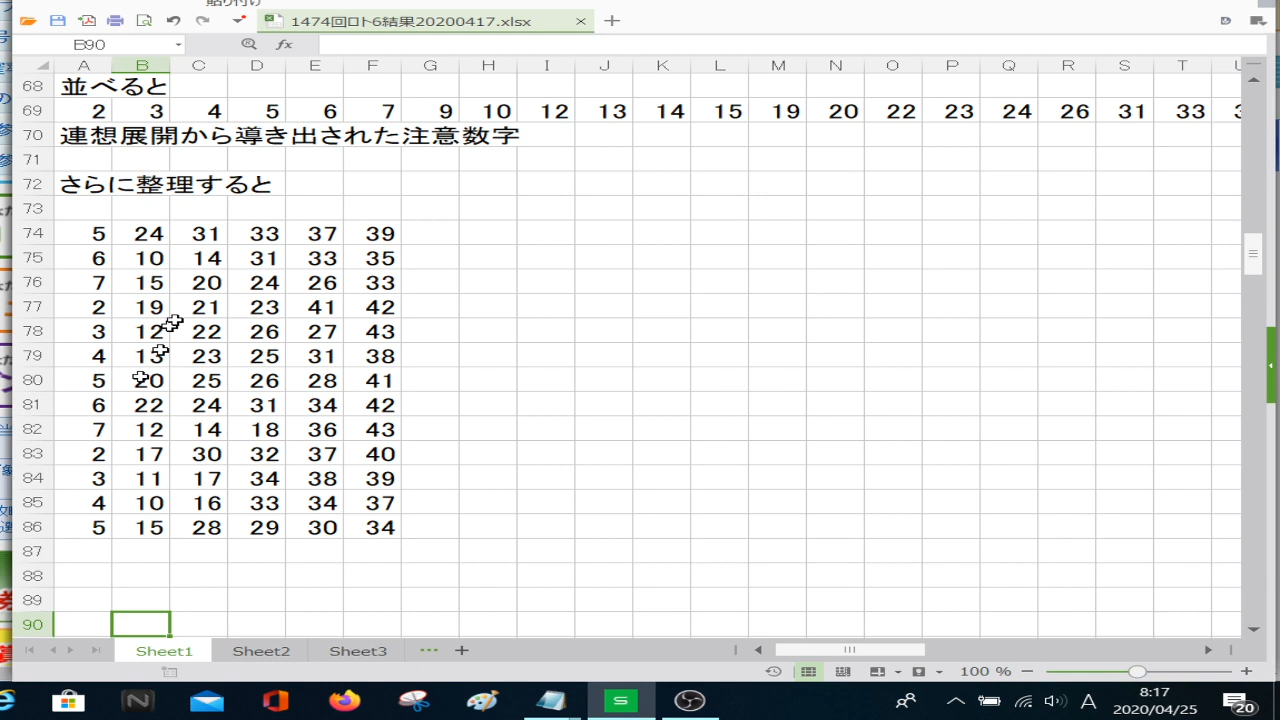 1474回ロト6結果20200417.xlsx
B90 fx
A B C D E F G H I J K L M N O P Q R S T
68 並べると
69 2 3 4 5 6 7 9 10 12 13 14 15 19 20 22 23 24 26 31 33
70 連想展開から導き出された注意数字
71
72 さらに整理すると
73
74 5 24 31 33 37 39
75 6 10 14 31 33 35
76 7 15 20 24 26 33
77 2 19 21 23 41 42
78 3 12 22 26 27 43
79 4 13 23 25 31 38
80 5 20 25 26 28 41
81 6 22 24 31 34 42
82 7 12 14 18 36 43
83 2 17 30 32 37 40
84 3 11 17 34 38 39
85 4 10 16 33 34 37
86 5 15 28 29 30 34
87
88
89
90
Sheet1 Sheet2 Sheet3 ··· +
100 %
A 8:17
2020/04/25 20